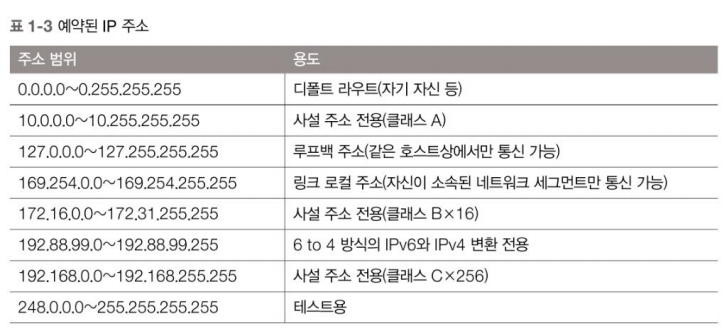 표 1-3 예약된 IP 주소
주소 범위 용도
0.0.0.0~0.255.255.255 디폴트 라우트(자기 자신 등)
10.0.0.0~10.255.255.255 사설 주소 전용(클래스 A)
127.0.0.0~127.255.255.255 루프백 주소(같은 호스트상에서만 통신 가능)
169.254.0.0~169.254.255.255 링크 로컬 주소(자신이 소속된 네트워크 세그먼트만 통신 가능)
172.16.0.0~172.31.255.255 사설 주소 전용(클래스 B×16)
192.88.99.0~192.88.99.255 6 to 4 방식의 IPv6와 IPv4 변환 전용
192.168.0.0~192.168.255.255 사설 주소 전용(클래스 C×256)
248.0.0.0~255.255.255.255 테스트용